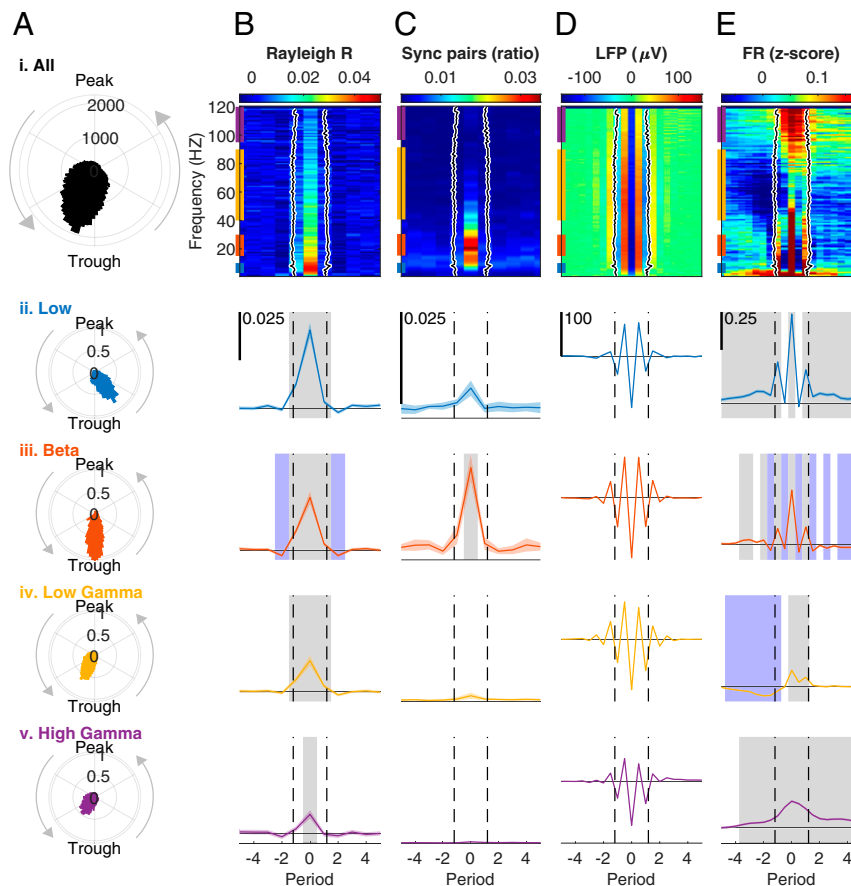 A B C D E
i. All
Peak
2000
1000
0
Trough
Rayleigh R
0 0.02 0.04
Sync pairs (ratio)
0.01 0.03
LFP (μV)
-100 0 100
FR (z-score)
0 0.1
Frequency (HZ)
120
100
80
60
40
20
ii. Low
Peak
1
0.5
0
Trough
0.025
0.025
100
0.25
iii. Beta
Peak
1
0.5
0
Trough
iv. Low Gamma
Peak
1
0.5
0
Trough
v. High Gamma
Peak
1
0.5
0
Trough
-4 -2 0 2 4
Period
-4 -2 0 2 4
Period
-4 -2 0 2 4
Period
-4 -2 0 2 4
Period